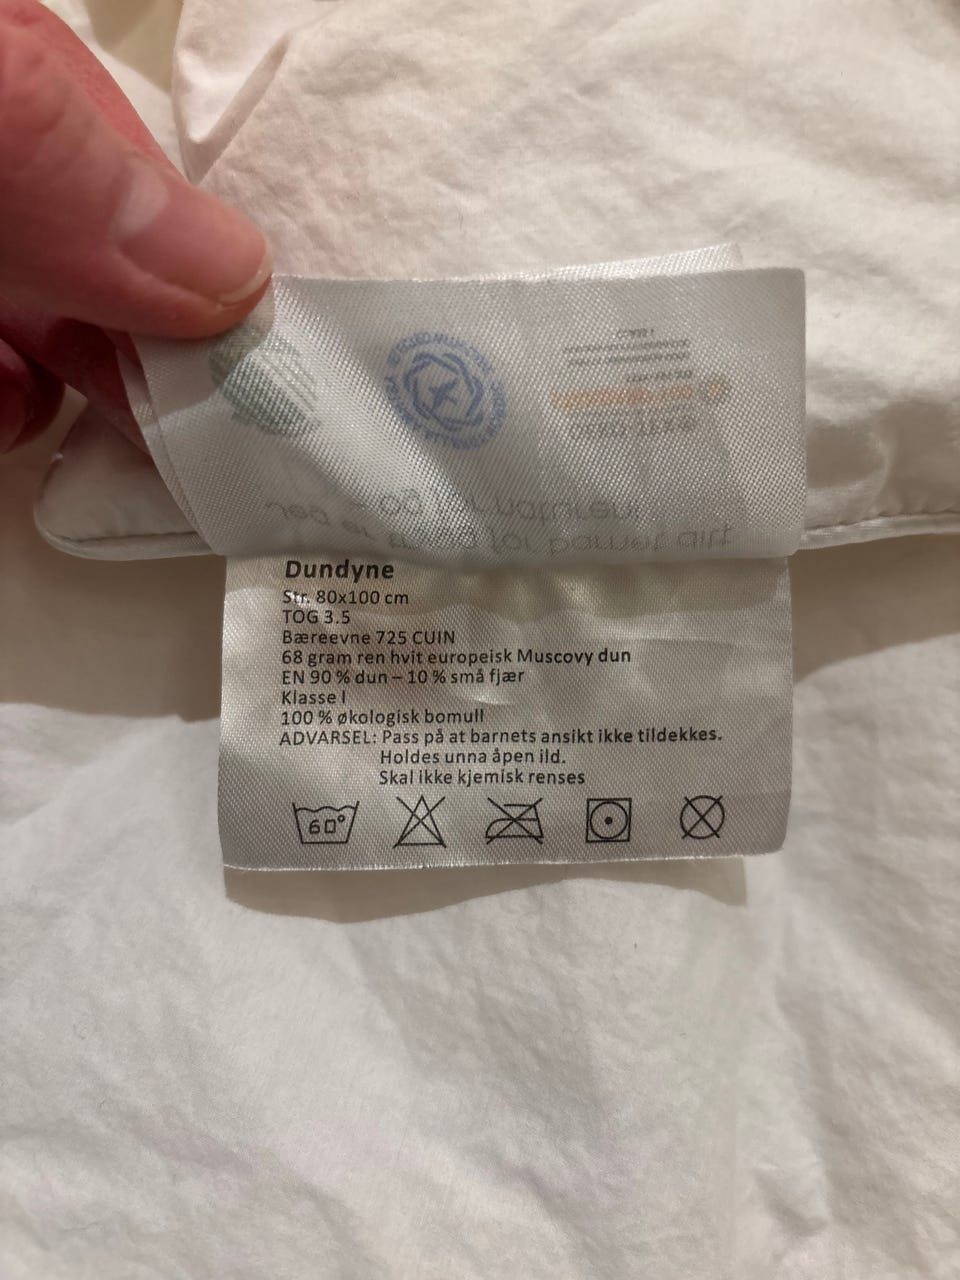 Dundyne
Str. 80x100 cm
TOG 3.5
Bæreevne 725 CUIN
68 gram ren hvit europeisk Muscovy dun
EN 90 % dun – 10 % små fjær
Klasse I
100 % økologisk bomull
ADVARSEL: Pass på at barnets ansikt ikke tildekkes.
Holdes unna åpen ild.
Skal ikke kjemisk renses
60°